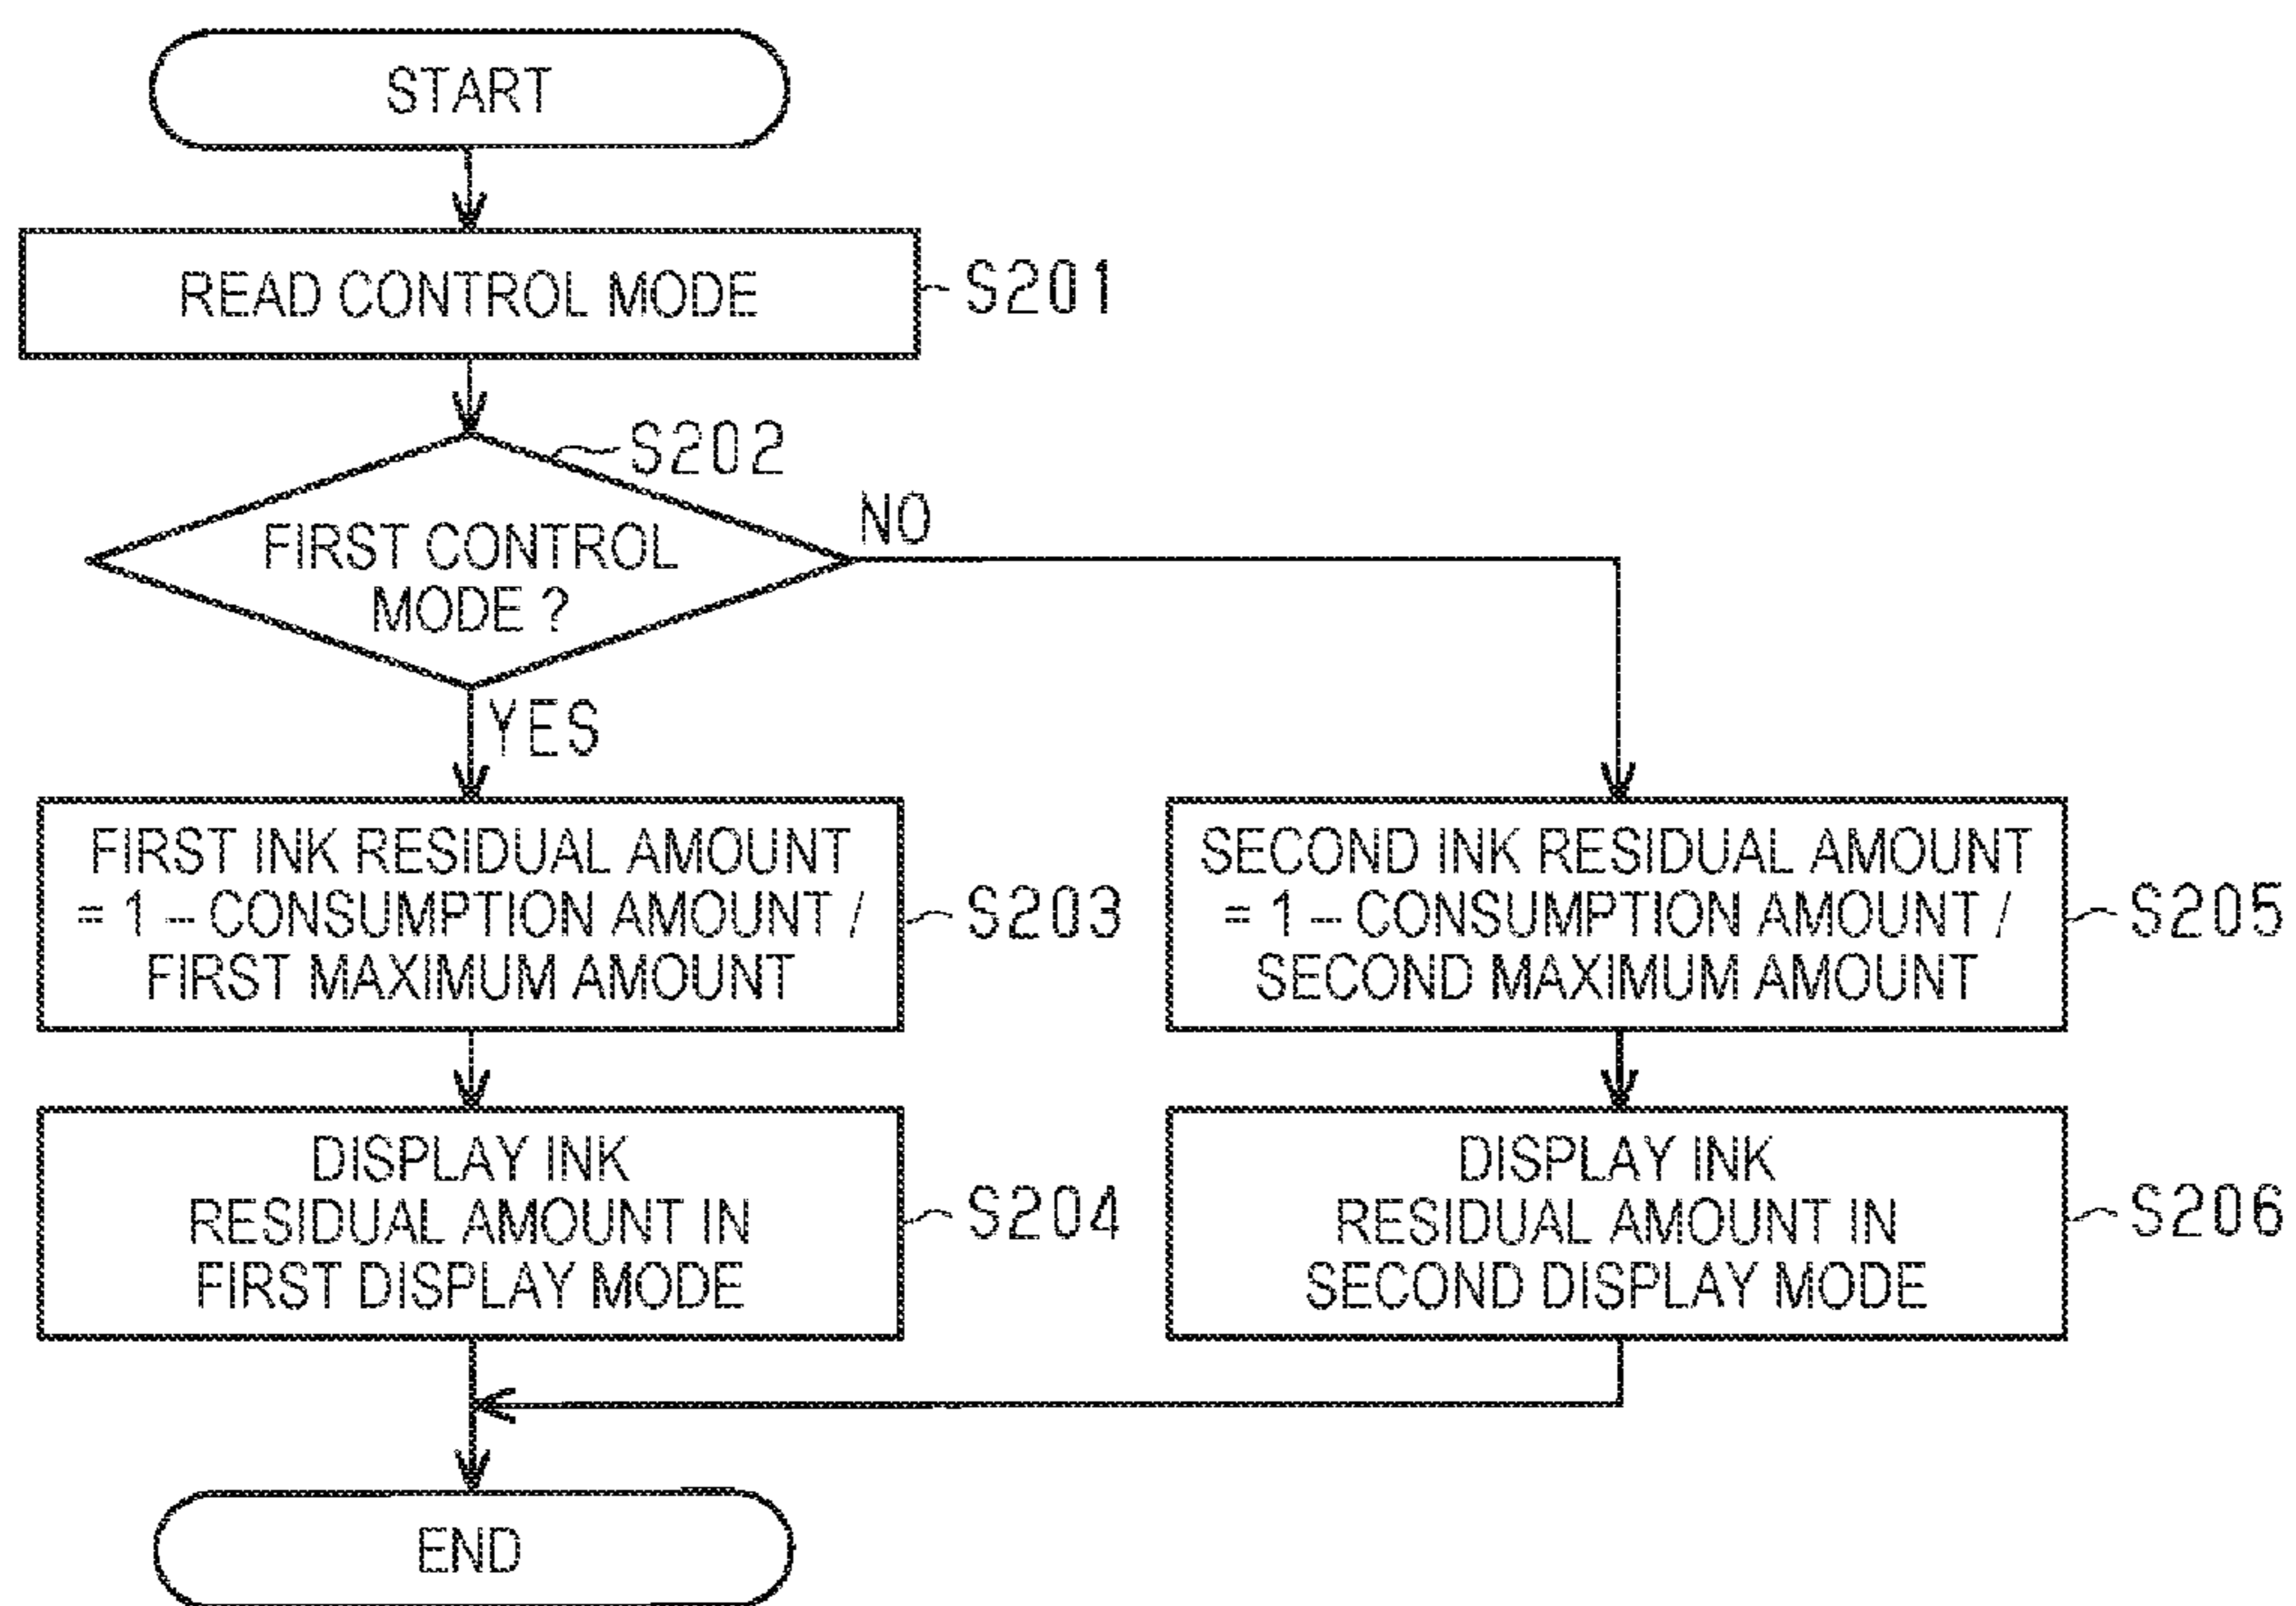 START
READ CONTROL MODE
S201
S202
FIRST CONTROL
MODE ?
NO
YES
FIRST INK RESIDUAL AMOUNT
= 1 – CONSUMPTION AMOUNT /
FIRST MAXIMUM AMOUNT
S203
SECOND INK RESIDUAL AMOUNT
= 1 – CONSUMPTION AMOUNT /
SECOND MAXIMUM AMOUNT
S205
DISPLAY INK
RESIDUAL AMOUNT IN
FIRST DISPLAY MODE
S204
DISPLAY INK
RESIDUAL AMOUNT IN
SECOND DISPLAY MODE
S206
END